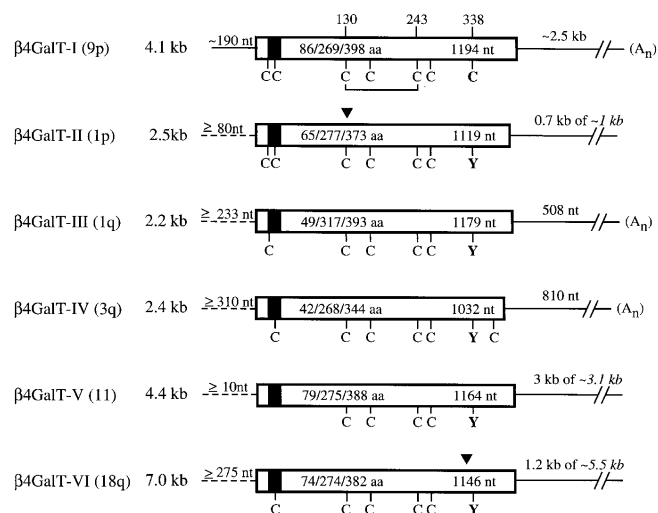 130 243 338
β4GalT-I (9p) 4.1 kb ~190 nt 86/269/398 aa 1194 nt ~2.5 kb (An)
C C C C C C C
β4GalT-II (1p) 2.5kb ≥ 80nt 65/277/373 aa 1119 nt 0.7 kb of ~1 kb
C C C C C C Y
β4GalT-III (1q) 2.2 kb ≥ 233 nt 49/317/393 aa 1179 nt 508 nt (An)
C C C C C Y
β4GalT-IV (3q) 2.4 kb ≥ 310 nt 42/268/344 aa 1032 nt 810 nt (An)
C C C C C Y C
β4GalT-V (11) 4.4 kb ≥ 10nt 79/275/388 aa 1164 nt 3 kb of ~3.1 kb
C C C C Y
β4GalT-VI (18q) 7.0 kb ≥275 nt 74/274/382 aa 1146 nt 1.2 kb of ~5.5 kb
C C C C C Y